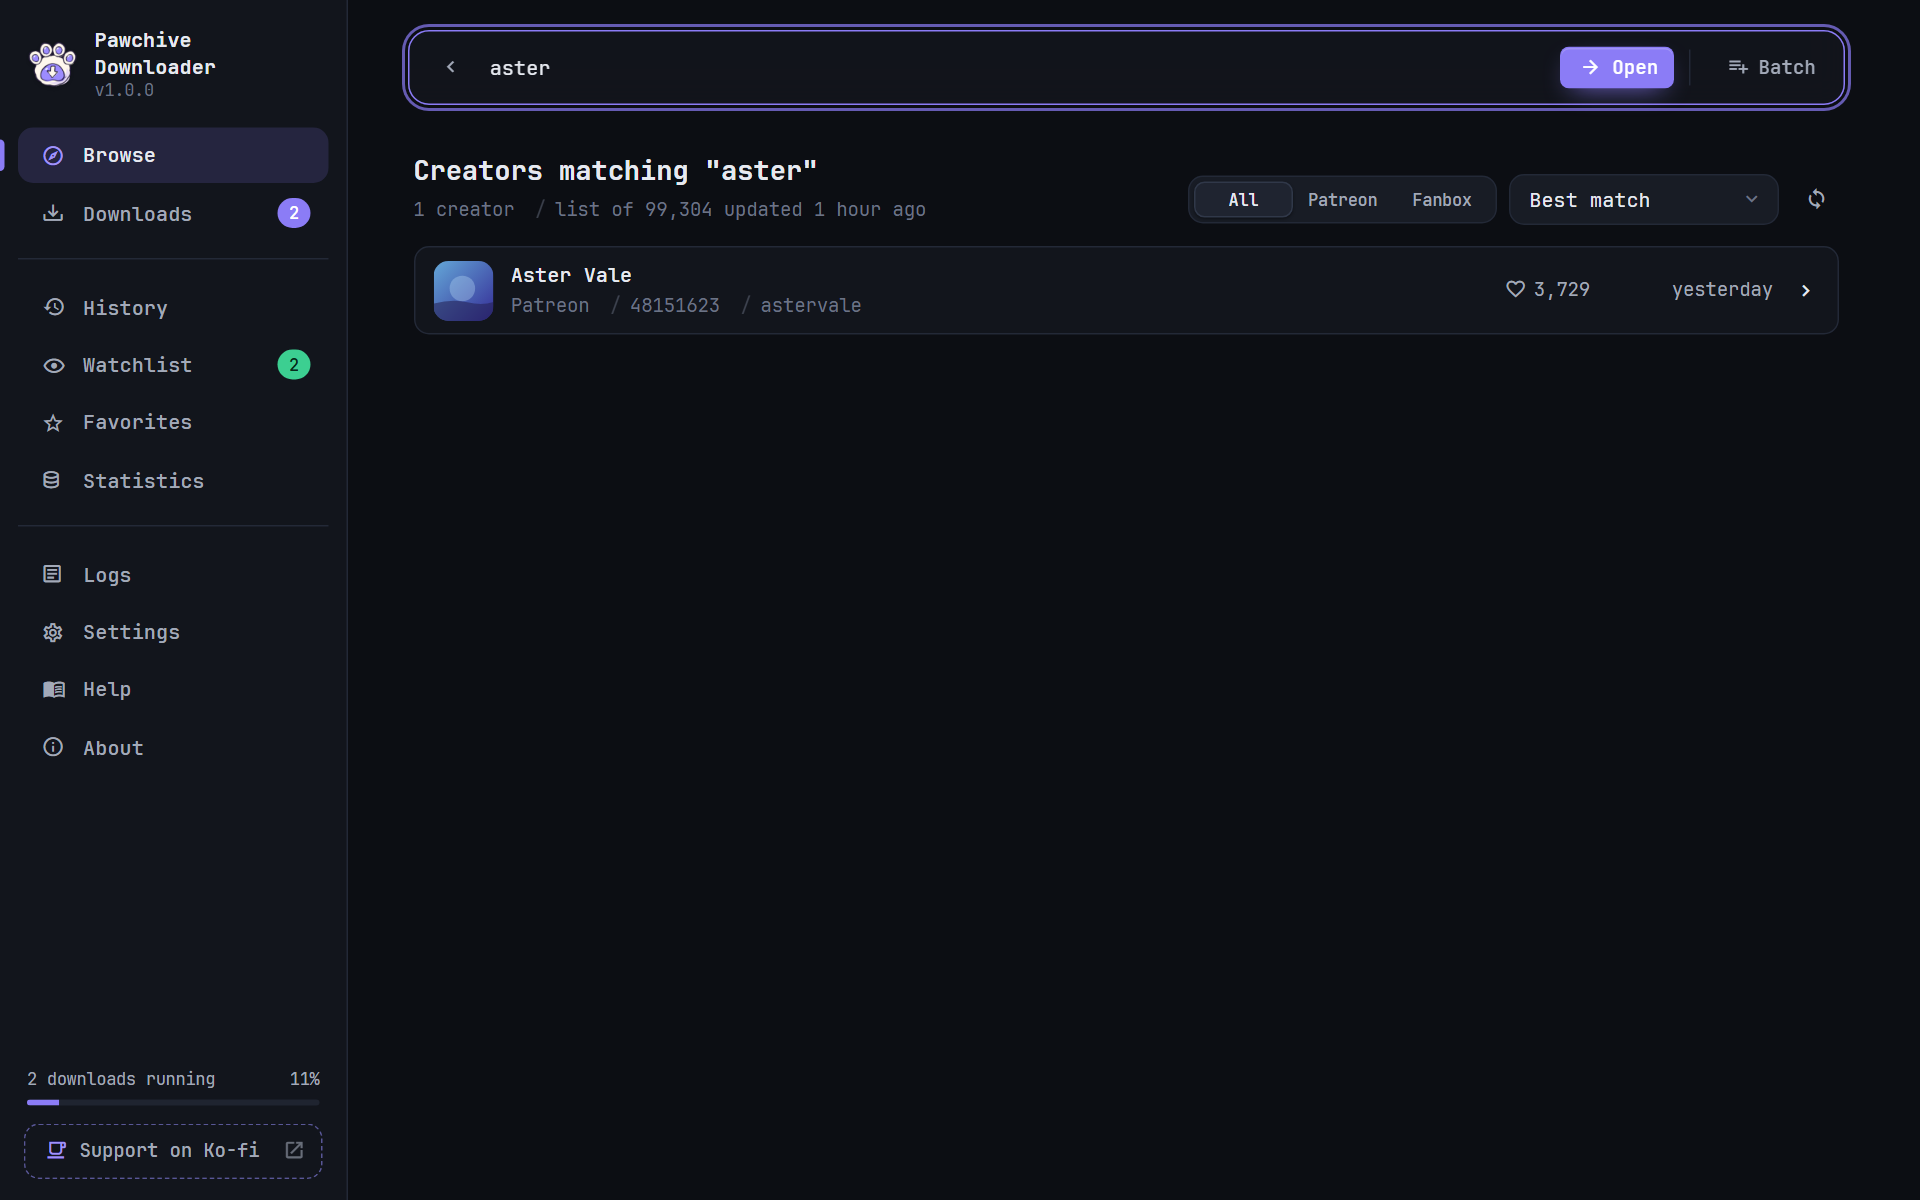 Pawchive
Downloader
v1.0.0
Browse
Downloads 2
History
Watchlist 2
Favorites
Statistics
Logs
Settings
Help
About
2 downloads running 11%
Support on Ko-fi
aster
Open
Batch
Creators matching "aster"
1 creator / list of 99,304 updated 1 hour ago
All Patreon Fanbox
Best match
Aster Vale
Patreon / 48151623 / astervale
3,729
yesterday